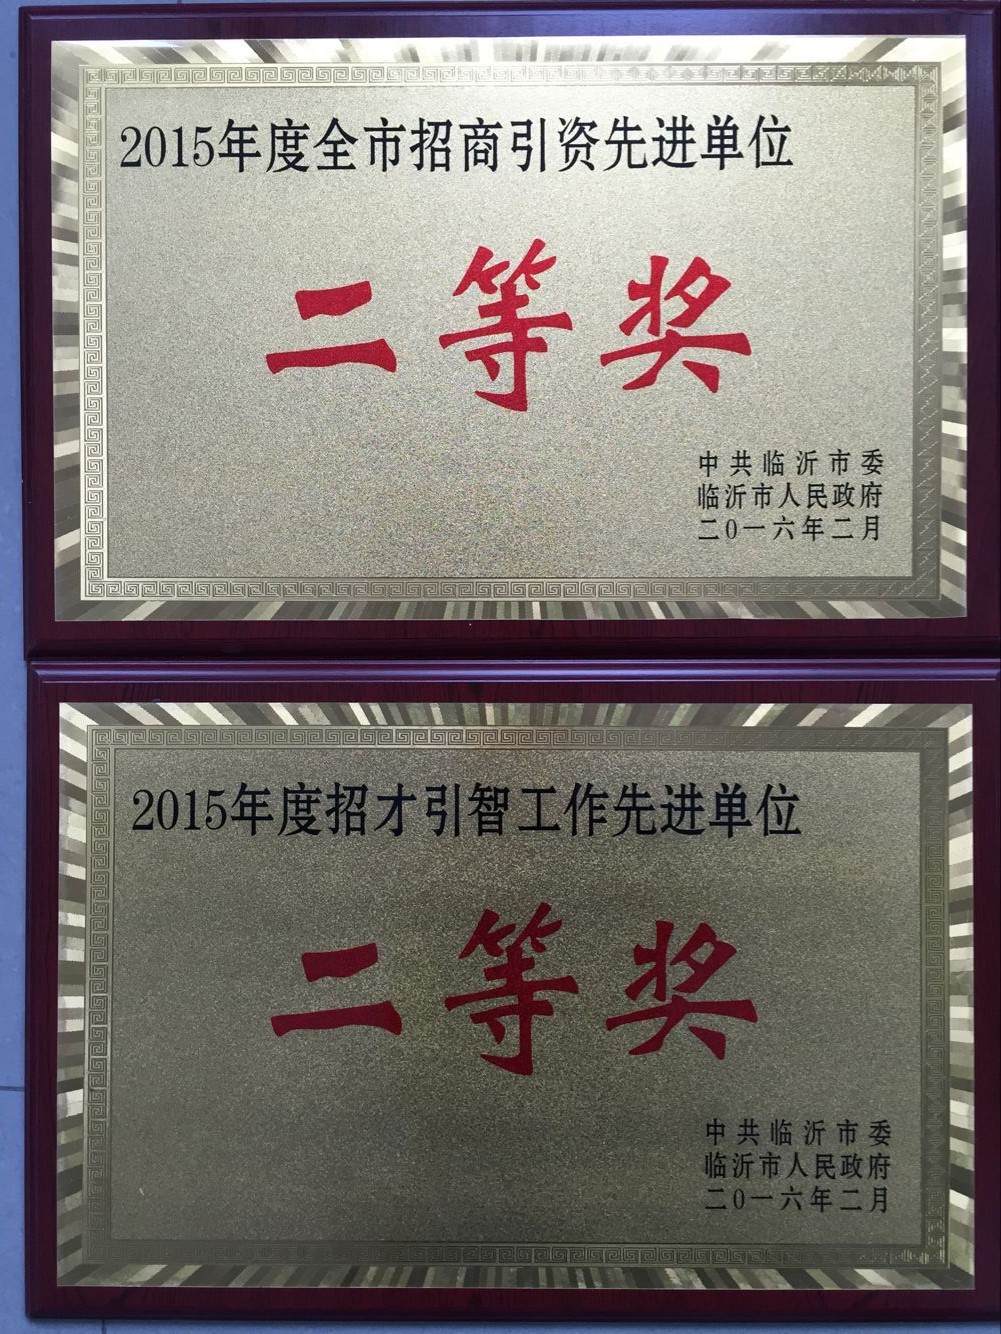 2015年度全市招商引资先进单位
二等奖
中共临沂市委
临沂市人民政府
二〇一六年二月
2015年度招才引智工作先进单位
二等奖
中共临沂市委
临沂市人民政府
二〇一六年二月